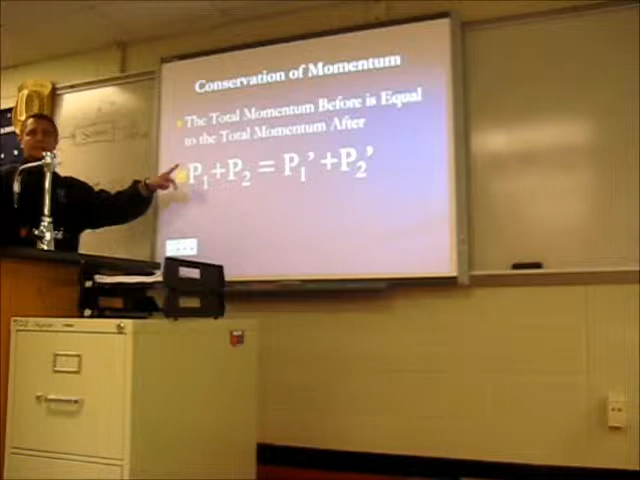 Conservation of Momentum
The Total Momentum Before is Equal
to the Total Momentum After
P₁+P₂ = P₁’+P₂’